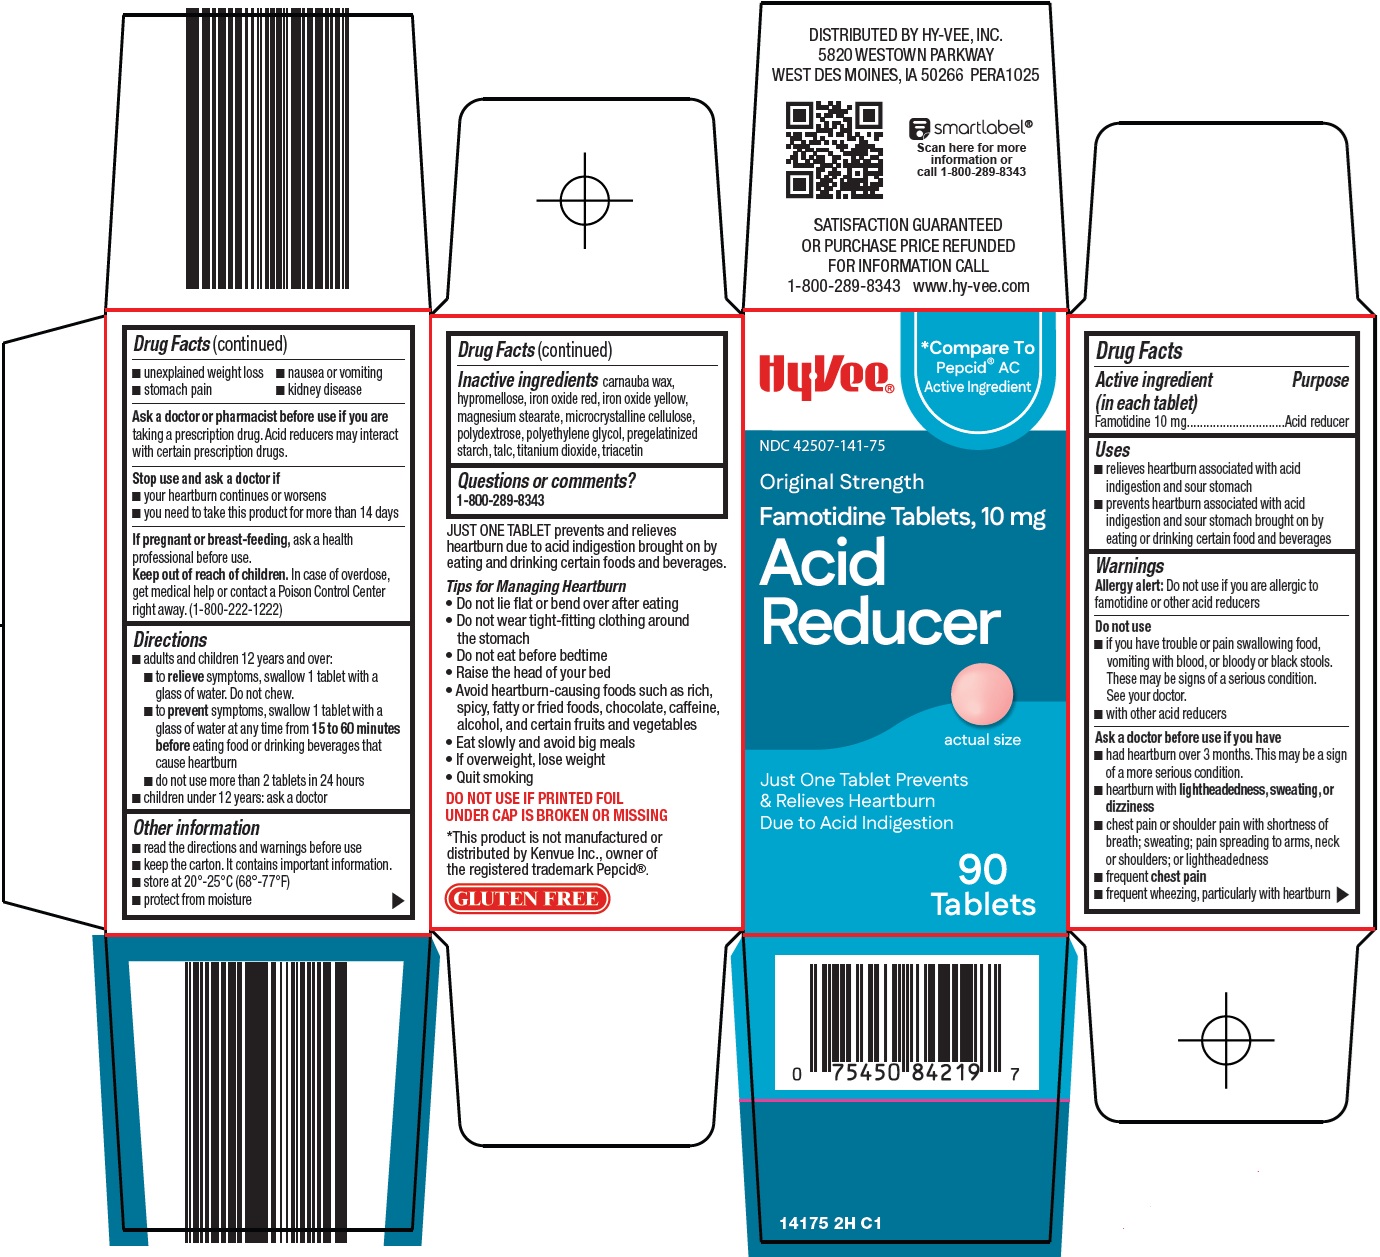 DISTRIBUTED BY HY-VEE, INC.
5820 WESTOWN PARKWAY
WEST DES MOINES, IA 50266 PERA1025
smartlabel®
Scan here for more
information or
call 1-800-289-8343
SATISFACTION GUARANTEED
OR PURCHASE PRICE REFUNDED
FOR INFORMATION CALL
1-800-289-8343 www.hy-vee.com
Drug Facts (continued)
■ unexplained weight loss ■ nausea or vomiting
■ stomach pain ■ kidney disease
Ask a doctor or pharmacist before use if you are
taking a prescription drug. Acid reducers may interact
with certain prescription drugs.
Stop use and ask a doctor if
■ your heartburn continues or worsens
■ you need to take this product for more than 14 days
If pregnant or breast-feeding, ask a health
professional before use.
Keep out of reach of children. In case of overdose,
get medical help or contact a Poison Control Center
right away. (1-800-222-1222)
Directions
■ adults and children 12 years and over:
■ to relieve symptoms, swallow 1 tablet with a
glass of water. Do not chew.
■ to prevent symptoms, swallow 1 tablet with a
glass of water at any time from 15 to 60 minutes
before eating food or drinking beverages that
cause heartburn
■ do not use more than 2 tablets in 24 hours
■ children under 12 years: ask a doctor
Other information
■ read the directions and warnings before use
■ keep the carton. It contains important information.
■ store at 20°-25°C (68°-77°F)
■ protect from moisture
Drug Facts (continued)
Inactive ingredients carnauba wax,
hypromellose, iron oxide red, iron oxide yellow,
magnesium stearate, microcrystalline cellulose,
polydextrose, polyethylene glycol, pregelatinized
starch, talc, titanium dioxide, triacetin
Questions or comments?
1-800-289-8343
JUST ONE TABLET prevents and relieves
heartburn due to acid indigestion brought on by
eating and drinking certain foods and beverages.
Tips for Managing Heartburn
• Do not lie flat or bend over after eating
• Do not wear tight-fitting clothing around
the stomach
• Do not eat before bedtime
• Raise the head of your bed
• Avoid heartburn-causing foods such as rich,
spicy, fatty or fried foods, chocolate, caffeine,
alcohol, and certain fruits and vegetables
• Eat slowly and avoid big meals
• If overweight, lose weight
• Quit smoking
DO NOT USE IF PRINTED FOIL
UNDER CAP IS BROKEN OR MISSING
*This product is not manufactured or
distributed by Kenvue Inc., owner of
the registered trademark Pepcid®.
GLUTEN FREE
HyVee®
*Compare To
Pepcid® AC
Active Ingredient
NDC 42507-141-75
Original Strength
Famotidine Tablets, 10 mg
Acid
Reducer
actual size
Just One Tablet Prevents
& Relieves Heartburn
Due to Acid Indigestion
90
Tablets
0 75450 84219 7
14175 2H C1
Drug Facts
Active ingredient Purpose
(in each tablet)
Famotidine 10 mg.............................Acid reducer
Uses
■ relieves heartburn associated with acid
indigestion and sour stomach
■ prevents heartburn associated with acid
indigestion and sour stomach brought on by
eating or drinking certain food and beverages
Warnings
Allergy alert: Do not use if you are allergic to
famotidine or other acid reducers
Do not use
■ if you have trouble or pain swallowing food,
vomiting with blood, or bloody or black stools.
These may be signs of a serious condition.
See your doctor.
■ with other acid reducers
Ask a doctor before use if you have
■ had heartburn over 3 months. This may be a sign
of a more serious condition.
■ heartburn with lightheadedness, sweating, or
dizziness
■ chest pain or shoulder pain with shortness of
breath; sweating; pain spreading to arms, neck
or shoulders; or lightheadedness
■ frequent chest pain
■ frequent wheezing, particularly with heartburn